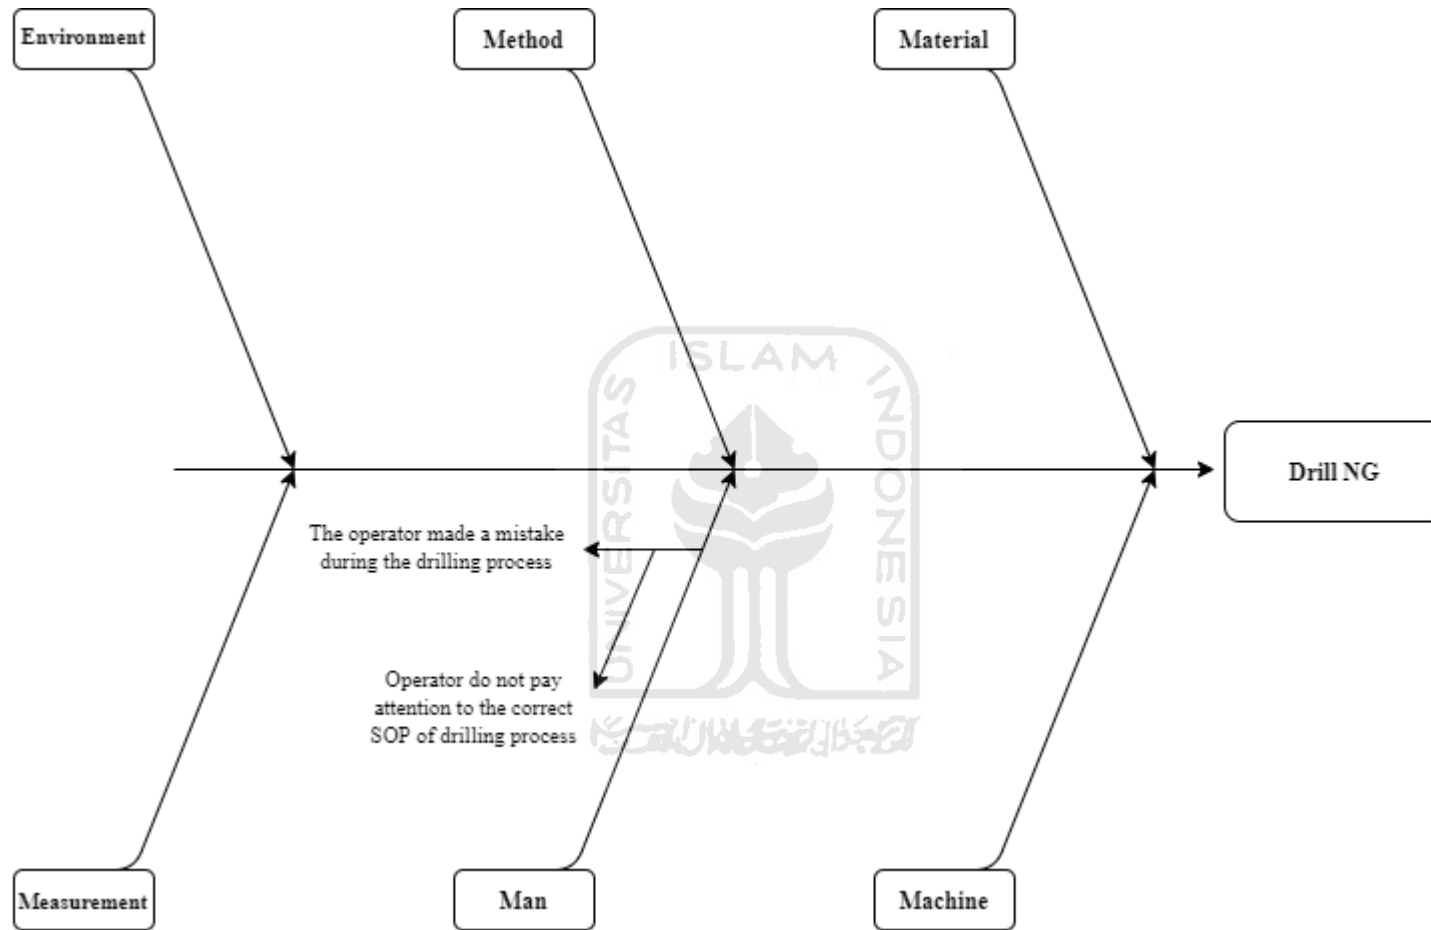 Environment
Method
Material
ISLAM
UNIVERSITAS
INDONESIA
Drill NG
The operator made a mistake
during the drilling process
Operator do not pay
attention to the correct
SOP of drilling process
Measurement
Man
Machine